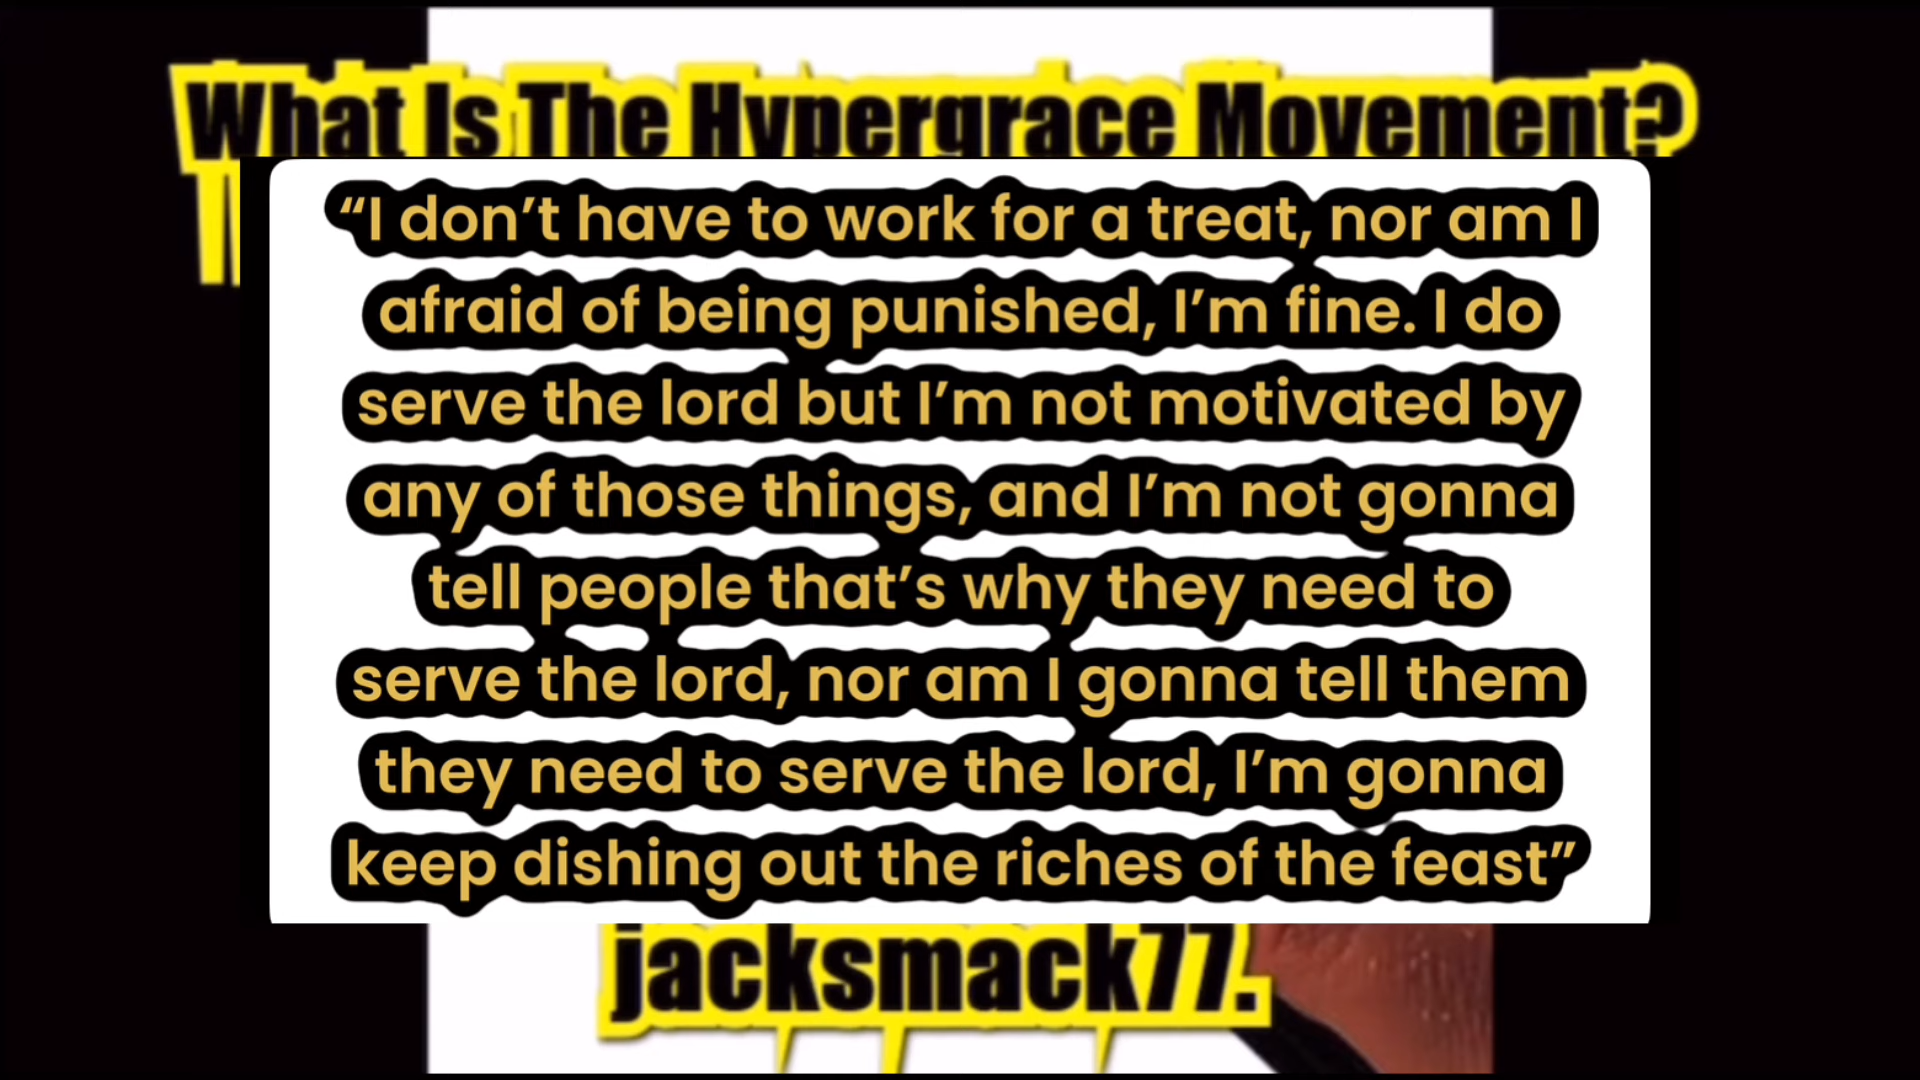 What Is The Hypergrace Movement?
“I don’t have to work for a treat, nor am I
afraid of being punished, I’m fine. I do
serve the lord but I’m not motivated by
any of those things, and I’m not gonna
tell people that’s why they need to
serve the lord, nor am I gonna tell them
they need to serve the lord, I’m gonna
keep dishing out the riches of the feast”
jacksmack77.